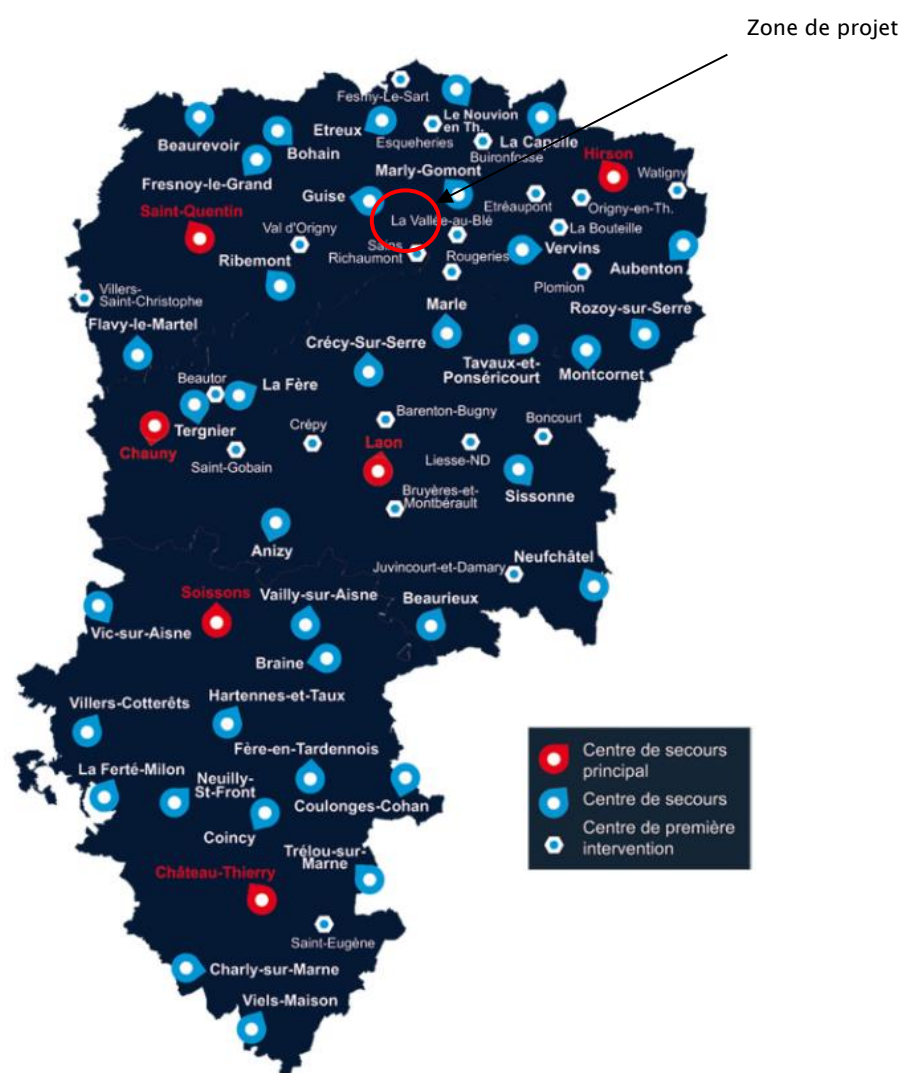 Zone de projet
Fesmy-Le-Sart
Le Nouvion
en Th.
Etreux
Esqueheries
Beaurevoir
Bohain
La Capelle
Buironfosse
Hirson
Fresnoy-le-Grand
Marly-Gomont
Watigny
Guise
Etréaupont
Origny-en-Th.
Saint-Quentin
La Vallée-au-Blé
La Bouteille
Val d'Origny
Sains
Richaumont
Rougeries
Vervins
Ribemont
Aubenton
Plomion
Villers-
Saint-Christophe
Marle
Rozoy-sur-Serre
Flavy-le-Martel
Crécy-Sur-Serre
Tavaux-et-
Ponséricourt
Montcornet
Beautor
La Fère
Barenton-Bugny
Boncourt
Tergnier
Crépy
Laon
Chauny
Saint-Gobain
Liesse-ND
Sissonne
Bruyères-et-
Montbérault
Anizy
Neufchâtel
Juvincourt-et-Damary
Soissons
Vailly-sur-Aisne
Beaurieux
Vic-sur-Aisne
Braine
Hartennes-et-Taux
Villers-Cotterêts
Fère-en-Tardennois
La Ferté-Milon
Neuilly-
St-Front
Coulonges-Cohan
Coincy
Trélou-sur-
Marne
Château-Thierry
Saint-Eugène
Charly-sur-Marne
Viels-Maison
Centre de secours
principal
Centre de secours
Centre de première
intervention